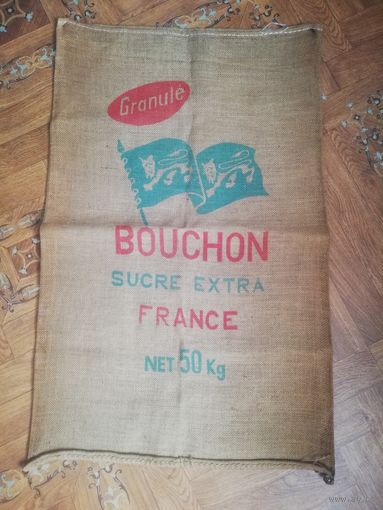 Granulé
BOUCHON
SUCRE EXTRA
FRANCE
NET 50 Kg